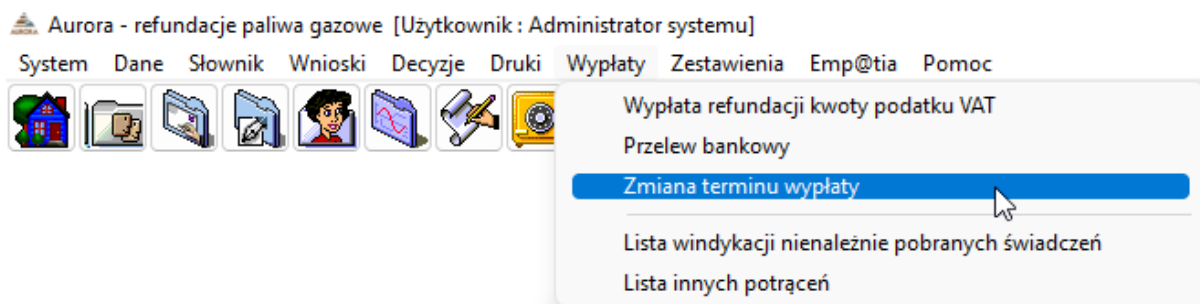 Aurora - refundacje paliwa gazowe [Użytkownik : Administrator systemu]
System Dane Słownik Wnioski Decyzje Druki Wypłaty Zestawienia Emp@tia Pomoc
Wypłata refundacji kwoty podatku VAT
Przelew bankowy
Zmiana terminu wypłaty
Lista windykacji nienależnie pobranych świadczeń
Lista innych potrąceń